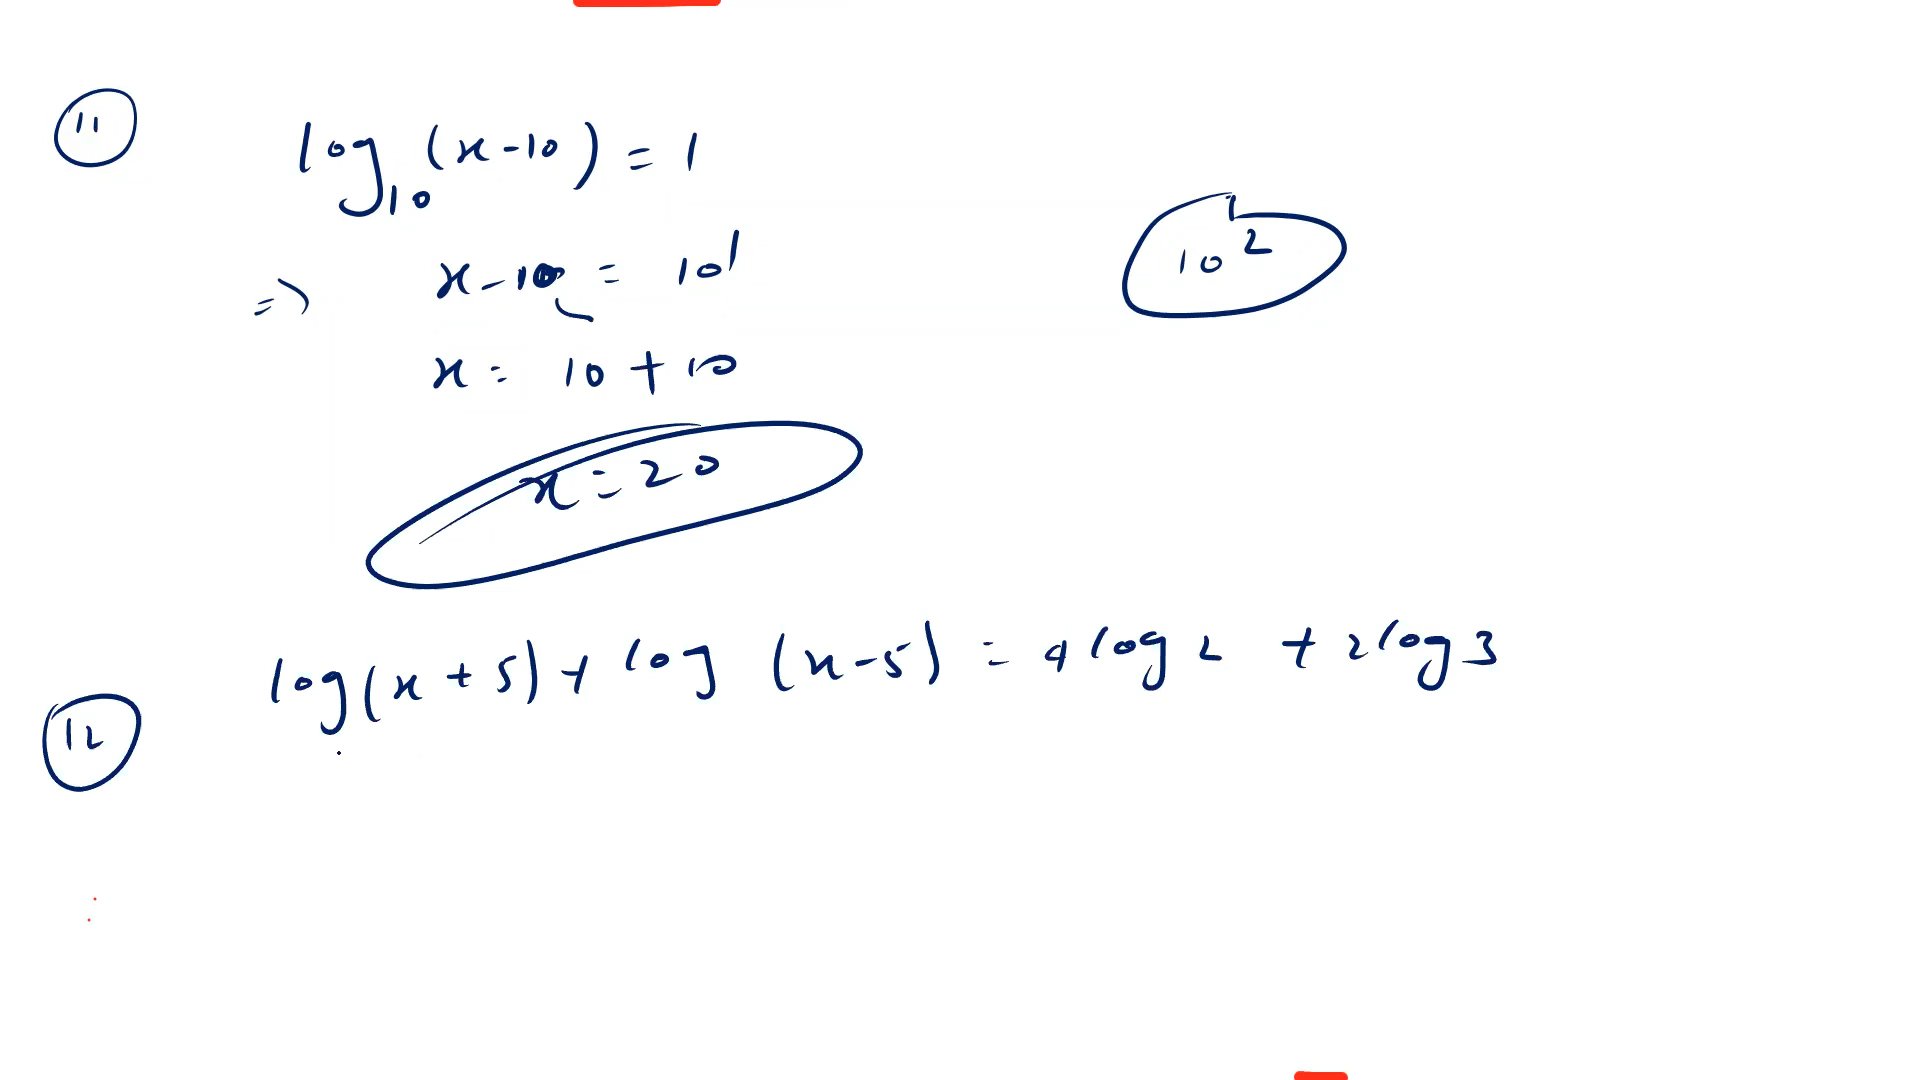 11
log₁₀(x-10) = 1
10²
=> x-10 = 10¹
x = 10 + 10
x = 20
log(x+5) + log (x-5) = 4log2 + 2log3
12